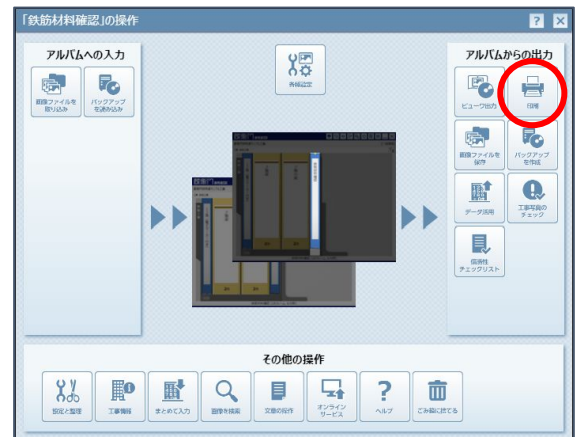 「鉄筋材料確認」の操作
?
×
アルバムへの入力
画像ファイルを
取り込み
バックアップ
を読み込み
各種設定
アルバムからの出力
ビューワ出力
印刷
画像ファイルを
保存
バックアップ
を作成
データ活用
工事写真の
チェック
信憑性
チェックリスト
その他の操作
設定と整理
工事情報
まとめて入力
画像を検索
文章の操作
オンライン
サービス
ヘルプ
ごみ箱に捨てる